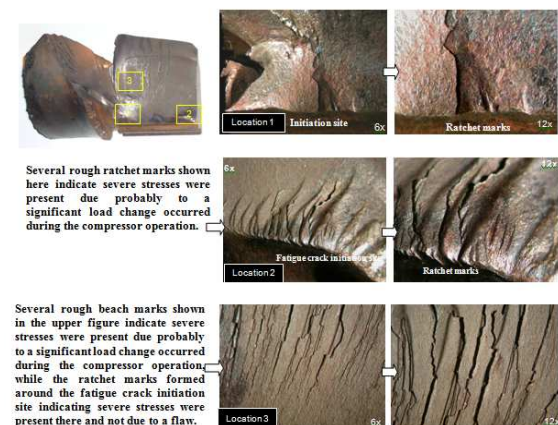 3
2
Location 1
Initiation site
6x
Ratchet marks
12x
Several rough ratchet marks shown
here indicate severe stresses were
present due probably to a
significant load change occurred
during the compressor operation.
6x
Fatigue crack initiation
Location 2
12x
Ratchet marks
Several rough beach marks shown
in the upper figure indicate severe
stresses were present due probably
to a significant load change occurred
during the compressor operation,
while the ratchet marks formed
around the fatigue crack initiation
site indicating severe stresses were
present there and not due to a flaw.
Location 3
6x
12x